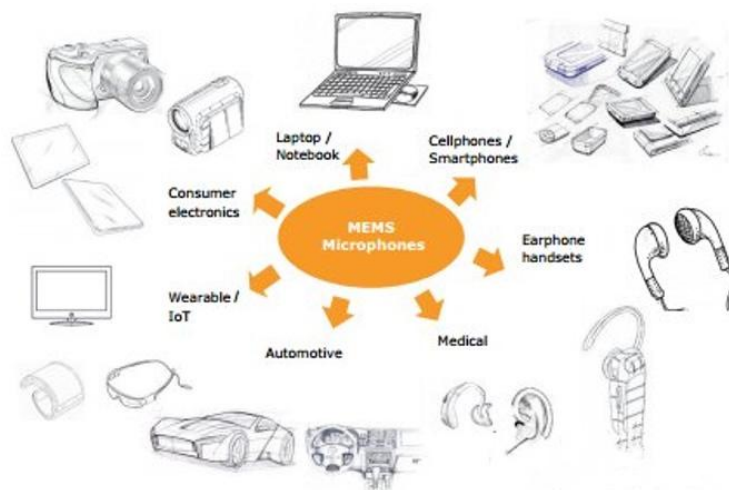 Laptop /
Notebook
Cellphones /
Smartphones
Consumer
electronics
MEMS
Microphones
Earphone
handsets
Wearable /
IoT
Automotive
Medical